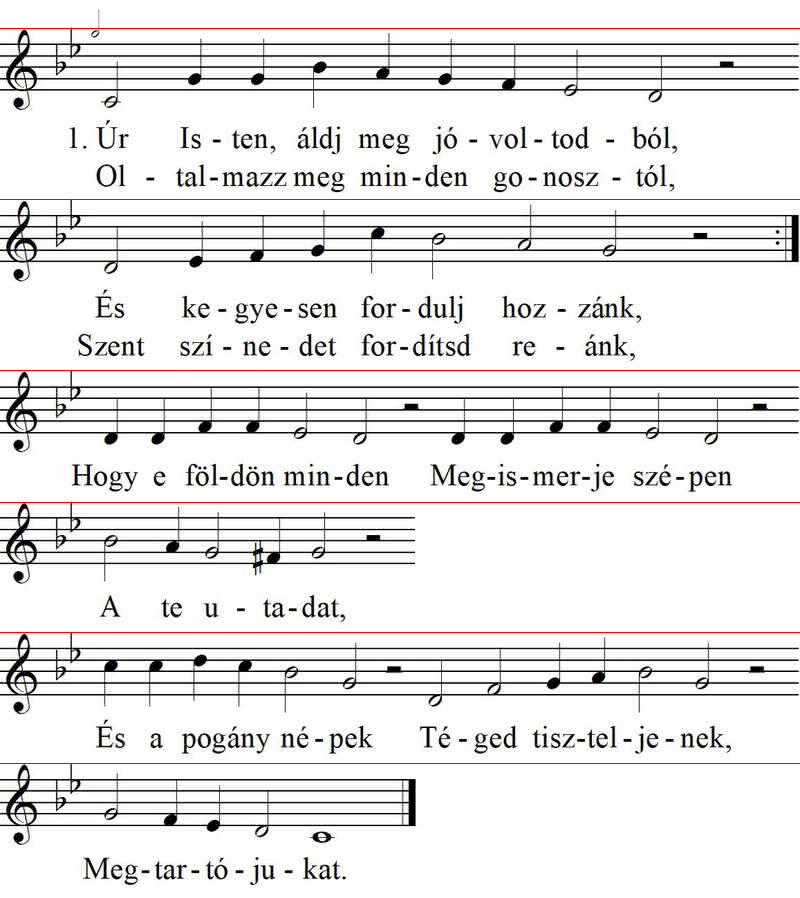 1. Úr Is - ten, áldj meg jó - vol - tod - ból,
Ol - tal - mazz meg min - den go - nosz - tól,
És ke - gye - sen for - dulj hoz - zánk,
Szent szí - ne - det for - dítsd re - ánk,
Hogy e föl - dön min - den Meg - is - mer - je szé - pen
A te u - ta - dat,
És a pogány né - pek Té - ged tisz - tel - je - nek,
Meg - tar - tó - ju - kat.